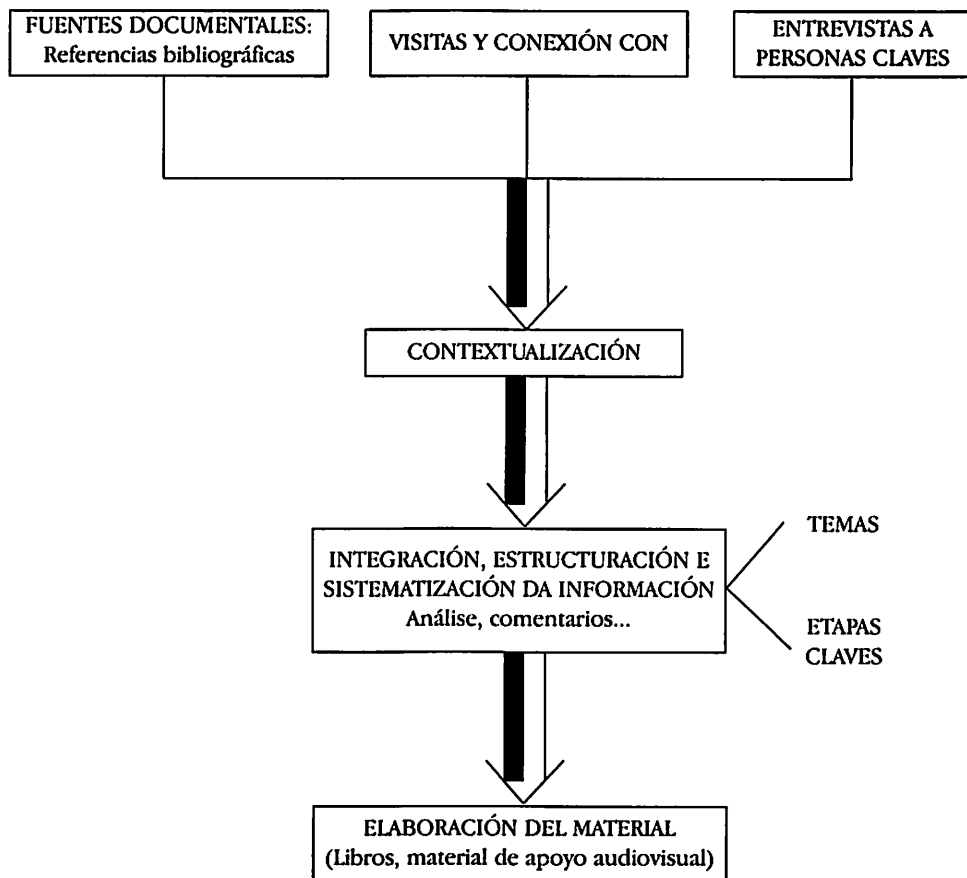 FUENTES DOCUMENTALES:
Referencias bibliográficas
VISITAS Y CONEXIÓN CON
ENTREVISTAS A
PERSONAS CLAVES
CONTEXTUALIZACIÓN
INTEGRACIÓN, ESTRUCTURACIÓN E
SISTEMATIZACIÓN DA INFORMACIÓN
Análise, comentarios...
TEMAS
ETAPAS
CLAVES
ELABORACIÓN DEL MATERIAL
(Libros, material de apoyo audiovisual)